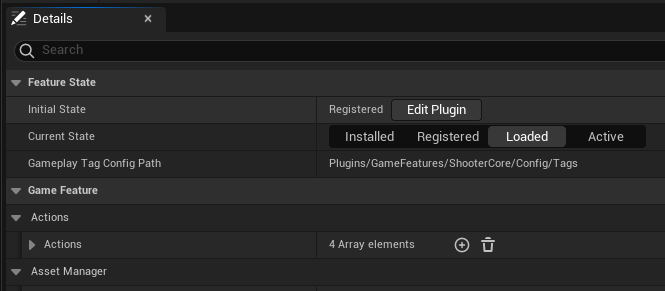 Details
Search
Feature State
Initial State Registered Edit Plugin
Current State Installed Registered Loaded Active
Gameplay Tag Config Path Plugins/GameFeatures/ShooterCore/Config/Tags
Game Feature
Actions
Actions 4 Array elements
Asset Manager